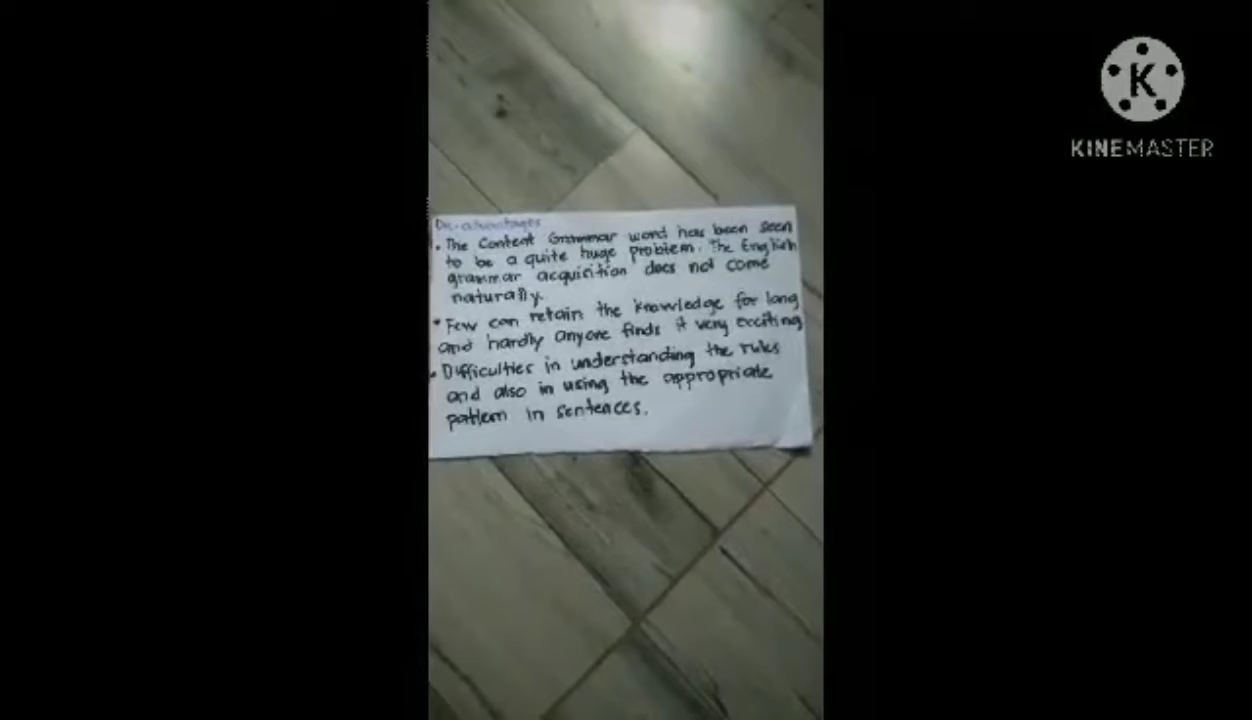 Dis-advantages
• The Content Grammar word has been seen
to be a quite huge problem. The English
grammar acquisition does not come
naturally.
• Few can retain the knowledge for long
and hardly anyone finds it very exciting
• Difficulties in understanding the rules
and also in using the appropriate
pattern in sentences.
K
KINEMASTER